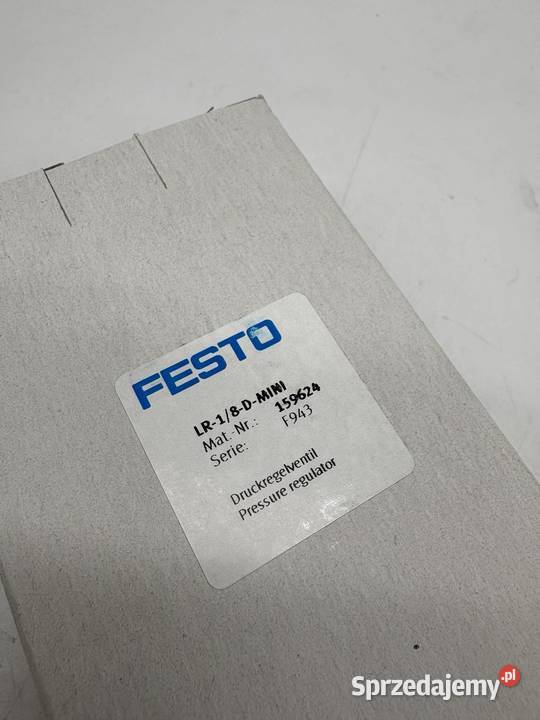 FESTO
LR-1/8-D-MINI
Mat.-Nr.: 159624
Serie: F943
Druckregelventil
Pressure regulator
Sprzedajemy.pl